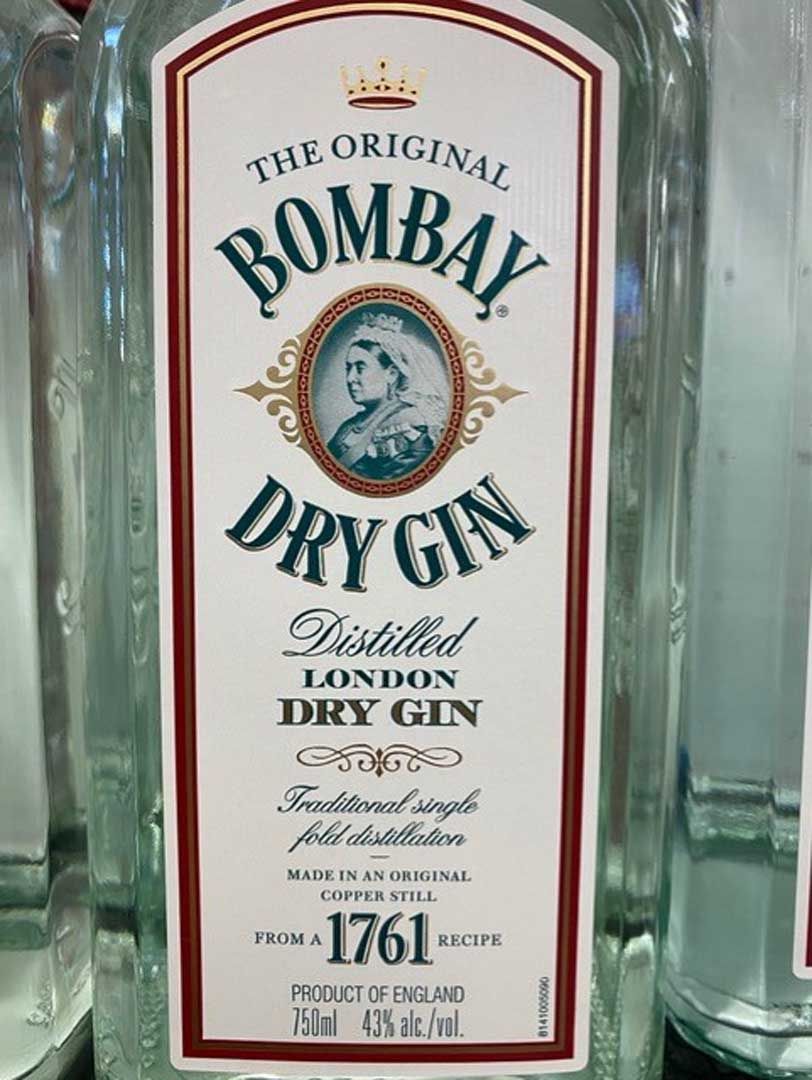 THE ORIGINAL
BOMBAY®
DRY GIN
Distilled
LONDON
DRY GIN
Traditional single
fold distillation
MADE IN AN ORIGINAL
COPPER STILL
FROM A 1761 RECIPE
PRODUCT OF ENGLAND
750ml 43% alc./vol.
8141005090